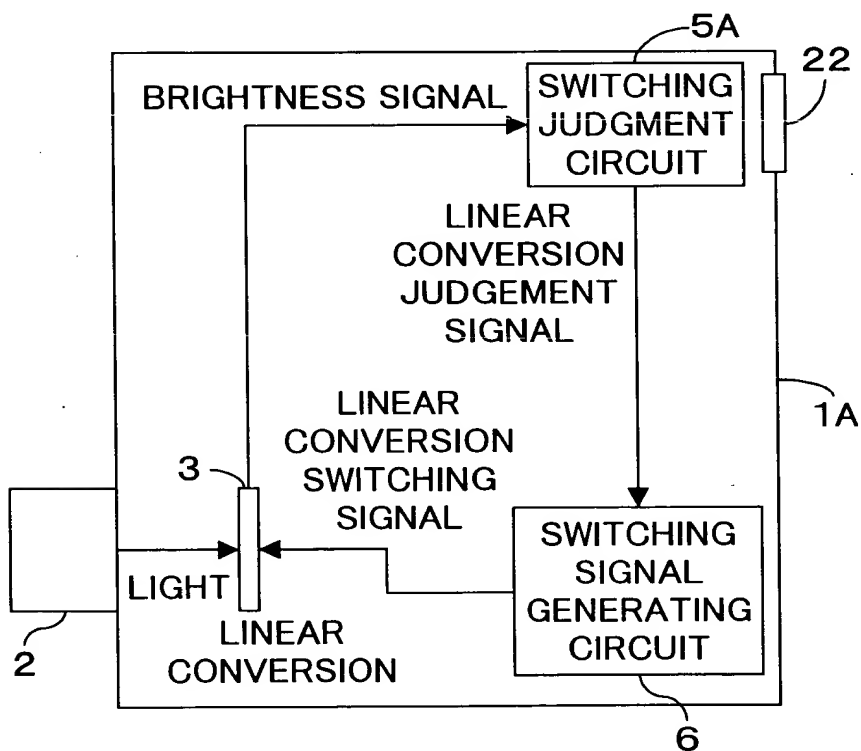 5A
22
BRIGHTNESS SIGNAL
SWITCHING
JUDGMENT
CIRCUIT
LINEAR
CONVERSION
JUDGEMENT
SIGNAL
1A
LINEAR
CONVERSION
SWITCHING
SIGNAL
3
LIGHT
2
LINEAR
CONVERSION
SWITCHING
SIGNAL
GENERATING
CIRCUIT
6